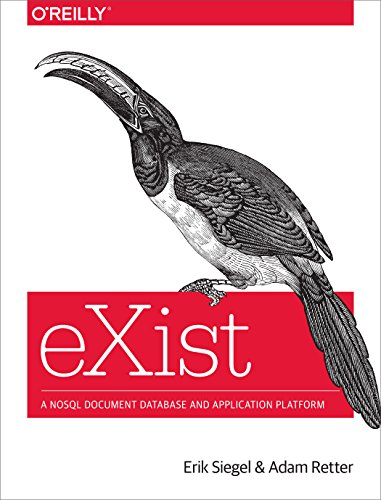 O'REILLY®
eXist
A NOSQL DOCUMENT DATABASE AND APPLICATION PLATFORM
Erik Siegel & Adam Retter